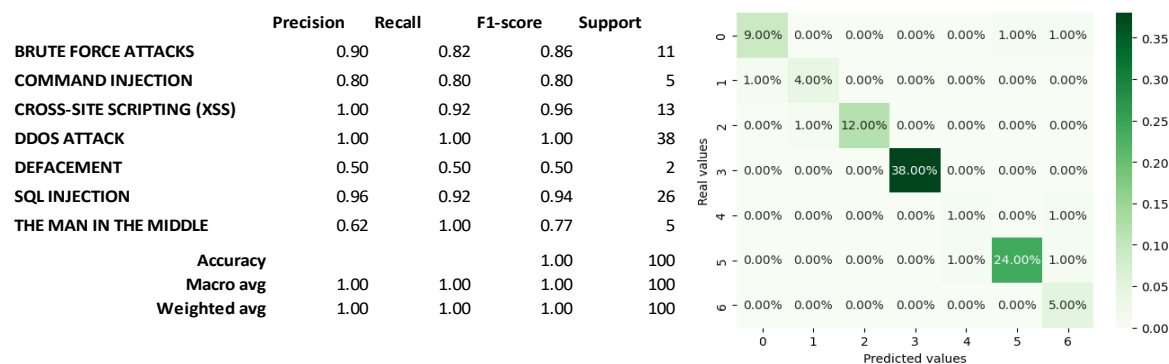 Precision Recall F1-score Support
BRUTE FORCE ATTACKS 0.90 0.82 0.86 11
COMMAND INJECTION 0.80 0.80 0.80 5
CROSS-SITE SCRIPTING (XSS) 1.00 0.92 0.96 13
DDOS ATTACK 1.00 1.00 1.00 38
DEFACEMENT 0.50 0.50 0.50 2
SQL INJECTION 0.96 0.92 0.94 26
THE MAN IN THE MIDDLE 0.62 1.00 0.77 5
Accuracy 1.00 100
Macro avg 1.00 1.00 1.00 100
Weighted avg 1.00 1.00 1.00 100
Real values
0 9.00% 0.00% 0.00% 0.00% 0.00% 1.00% 1.00%
1 1.00% 4.00% 0.00% 0.00% 0.00% 0.00% 0.00%
2 0.00% 1.00% 12.00% 0.00% 0.00% 0.00% 0.00%
3 0.00% 0.00% 0.00% 38.00% 0.00% 0.00% 0.00%
4 0.00% 0.00% 0.00% 0.00% 1.00% 0.00% 1.00%
5 0.00% 0.00% 0.00% 0.00% 1.00% 24.00% 1.00%
6 0.00% 0.00% 0.00% 0.00% 0.00% 0.00% 5.00%
0 1 2 3 4 5 6
Predicted values
0.35
0.30
0.25
0.20
0.15
0.10
0.05
0.00